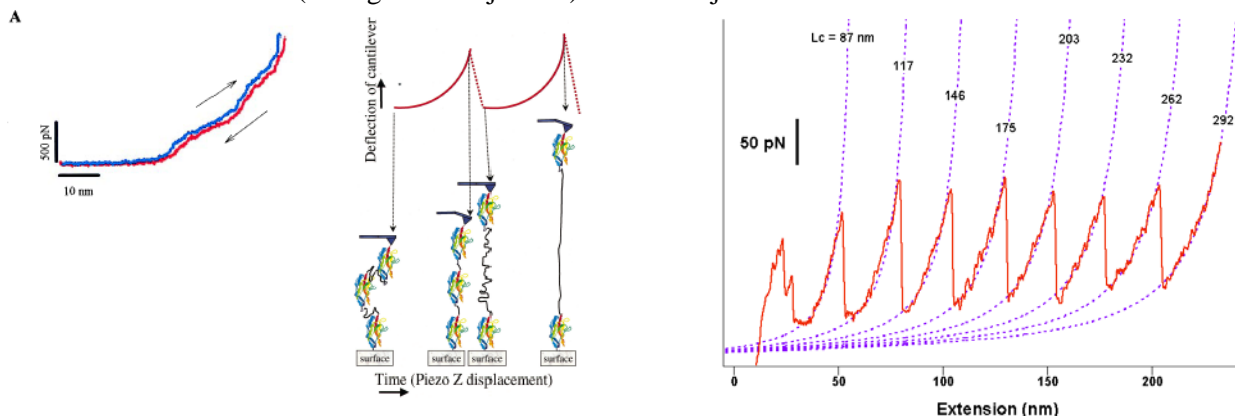 A
500 pN
10 nm
Deflection of cantilever
surface
surface
surface
surface
Time (Piezo Z displacement)
Lc = 87 nm
117
146
175
203
232
262
292
50 pN
0
50
100
150
200
Extension (nm)